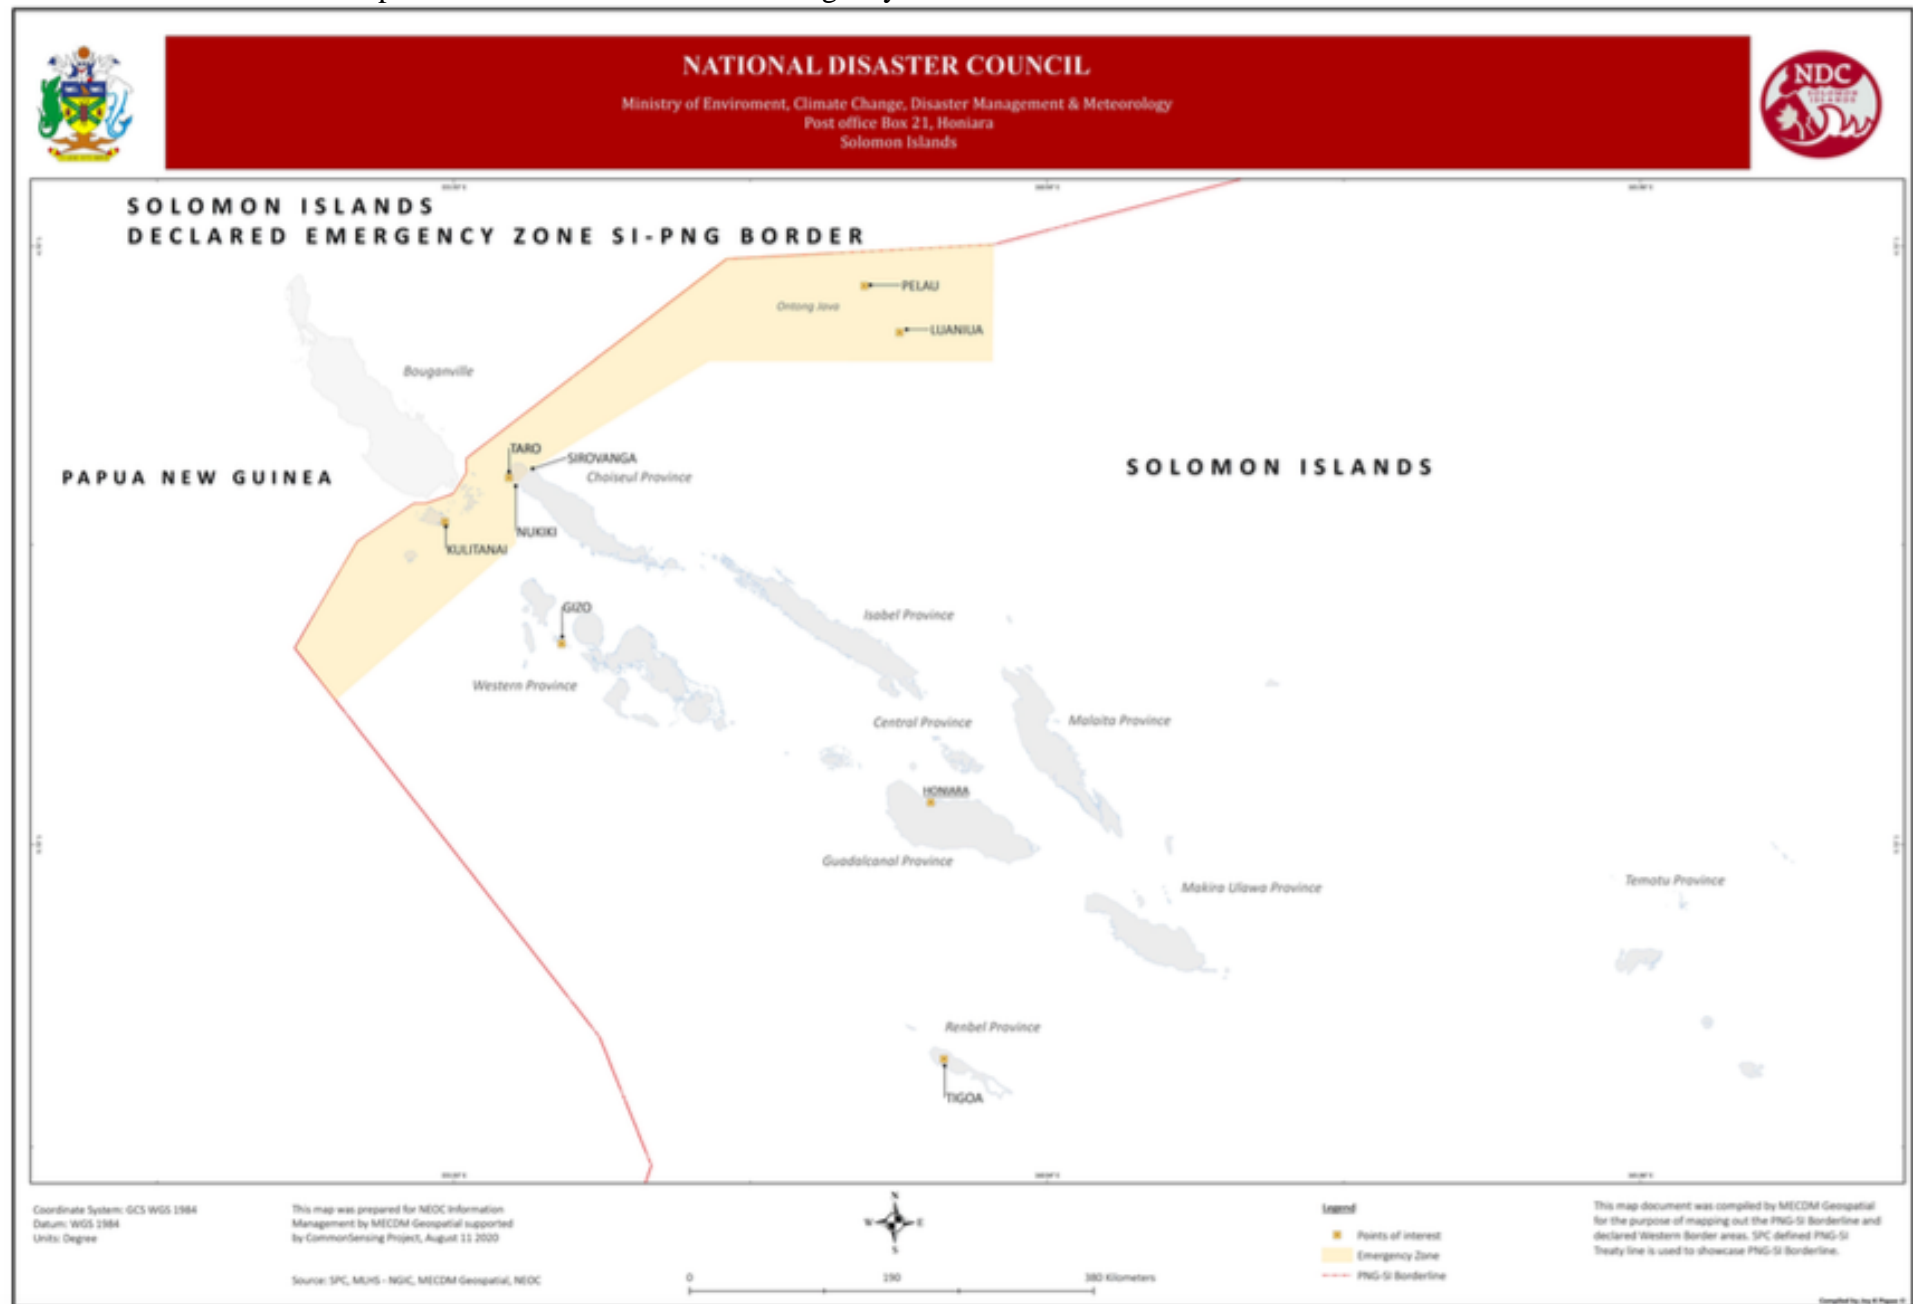 NATIONAL DISASTER COUNCIL
Ministry of Enviroment, Climate Change, Disaster Management & Meteorology
Post office Box 21, Honiara
Solomon Islands
NDC
SOLOMON
ISLANDS
SOLOMON ISLANDS
DECLARED EMERGENCY ZONE SI-PNG BORDER
PELAU
Ontong Java
LUANIUA
Bouganville
TARO
SIROVANGA
Choiseul Province
PAPUA NEW GUINEA
SOLOMON ISLANDS
NUKIKI
KULITANAI
GIZO
Isabel Province
Western Province
Central Province
Malaita Province
HONIARA
Guadalcanal Province
Makira Ulawa Province
Temotu Province
Renbel Province
TIGOA
Coordinate System: GCS WGS 1984
Datum: WGS 1984
Units: Degree
This map was prepared for NEOC Information
Management by MECDM Geospatial supported
by CommonSensing Project, August 11 2020
Source: SPC, MLHS - NGIC, MECDM Geospatial, NEOC
N
W E
S
0 190 380 Kilometers
Legend
Points of interest
Emergency Zone
PNG-SI Borderline
This map document was compiled by MECDM Geospatial
for the purpose of mapping out the PNG-SI Borderline and
declared Western Border areas. SPC defined PNG-SI
Treaty line is used to showcase PNG-SI Borderline.